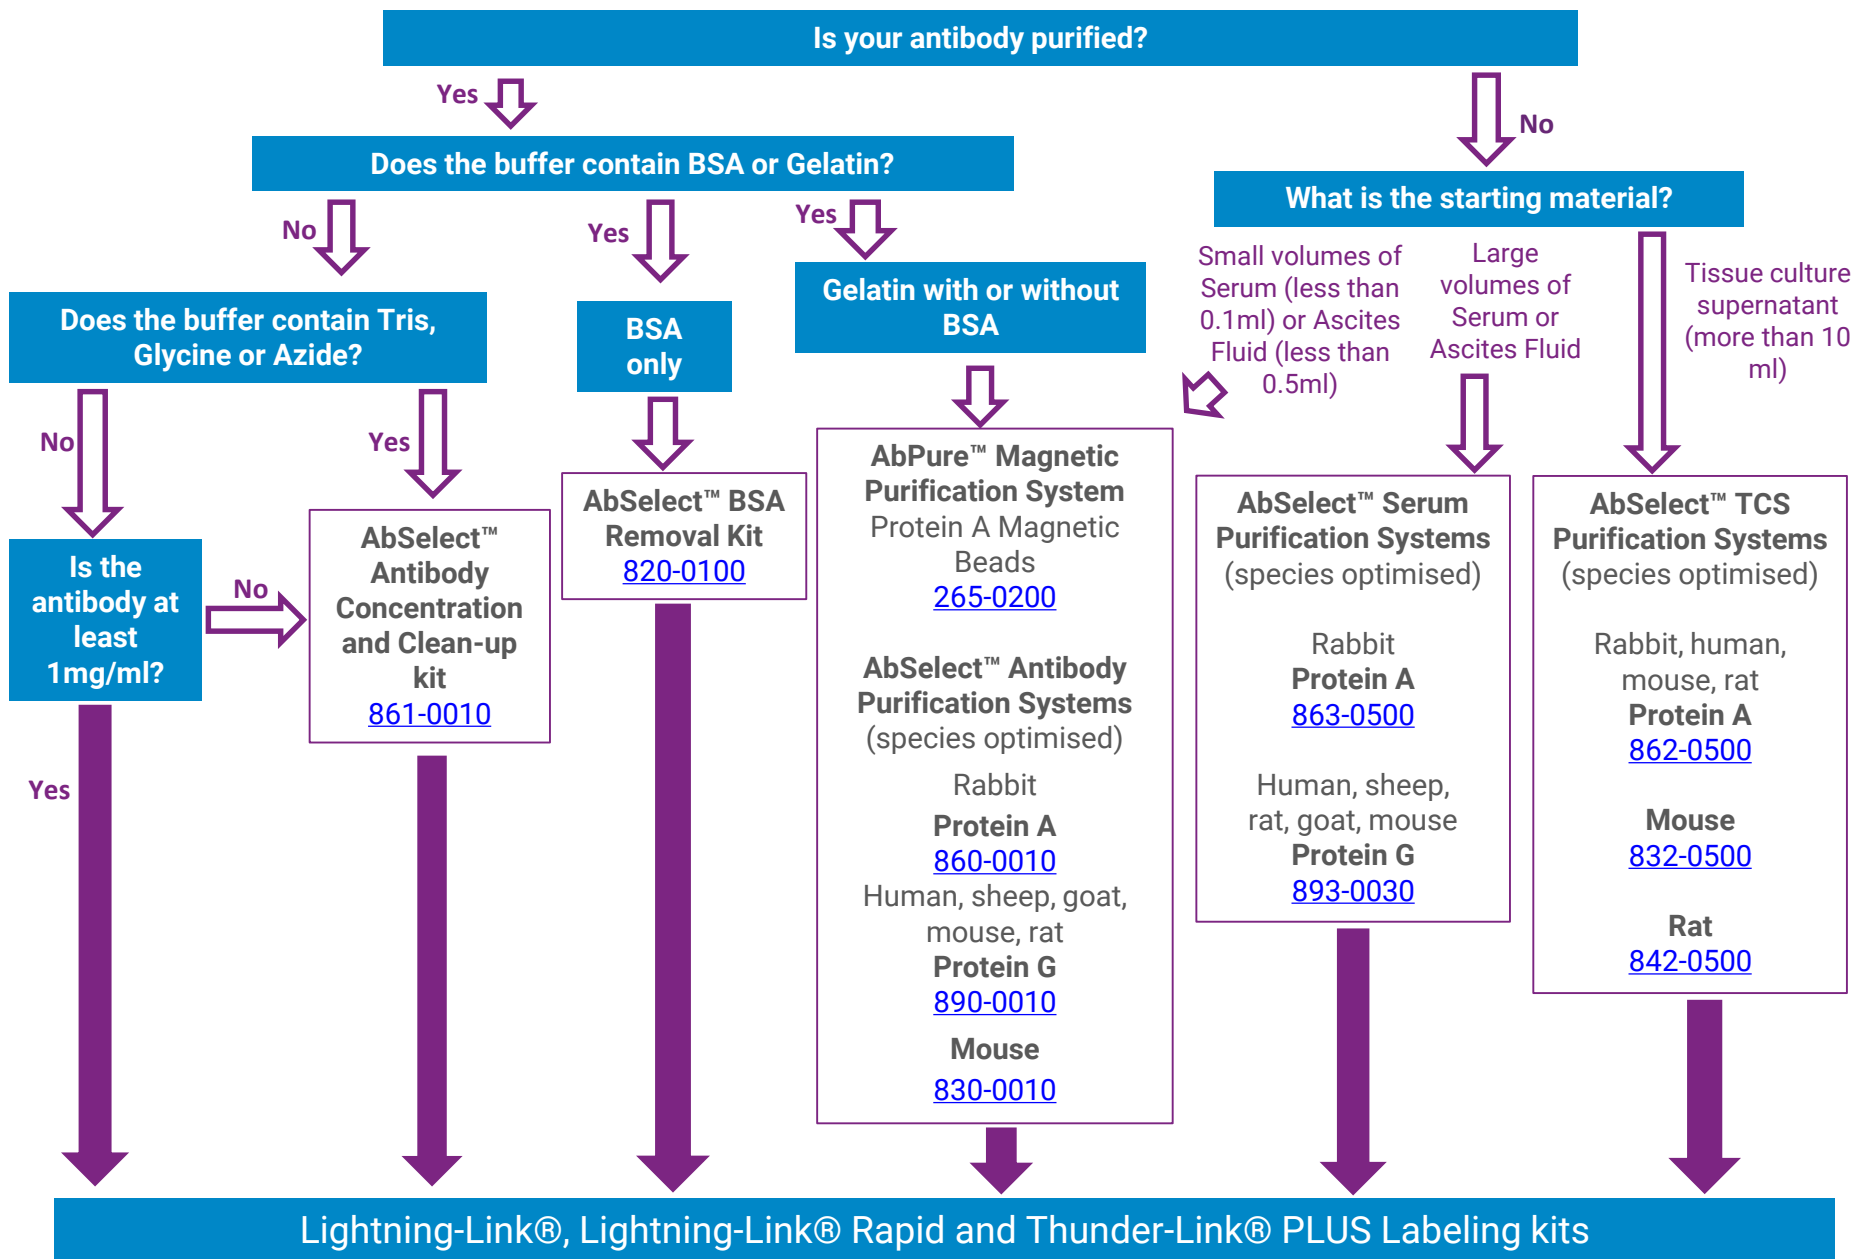 Is your antibody purified?
Yes
No
Does the buffer contain BSA or Gelatin?
What is the starting material?
No
Yes
Yes
Small volumes of
Serum (less than
0.1ml) or Ascites
Fluid (less than
0.5ml)
Large
volumes of
Serum or
Ascites Fluid
Tissue culture
supernatant
(more than 10
ml)
Does the buffer contain Tris,
Glycine or Azide?
BSA
only
Gelatin with or without
BSA
No
Yes
Is the
antibody at
least
1mg/ml?
No
Yes
AbSelect™
Antibody
Concentration
and Clean-up
kit
861-0010
AbSelect™ BSA
Removal Kit
820-0100
AbPure™ Magnetic
Purification System
Protein A Magnetic
Beads
265-0200
AbSelect™ Antibody
Purification Systems
(species optimised)
Rabbit
Protein A
860-0010
Human, sheep, goat,
mouse, rat
Protein G
890-0010
Mouse
830-0010
AbSelect™ Serum
Purification Systems
(species optimised)
Rabbit
Protein A
863-0500
Human, sheep,
rat, goat, mouse
Protein G
893-0030
AbSelect™ TCS
Purification Systems
(species optimised)
Rabbit, human,
mouse, rat
Protein A
862-0500
Mouse
832-0500
Rat
842-0500
Lightning-Link®, Lightning-Link® Rapid and Thunder-Link® PLUS Labeling kits